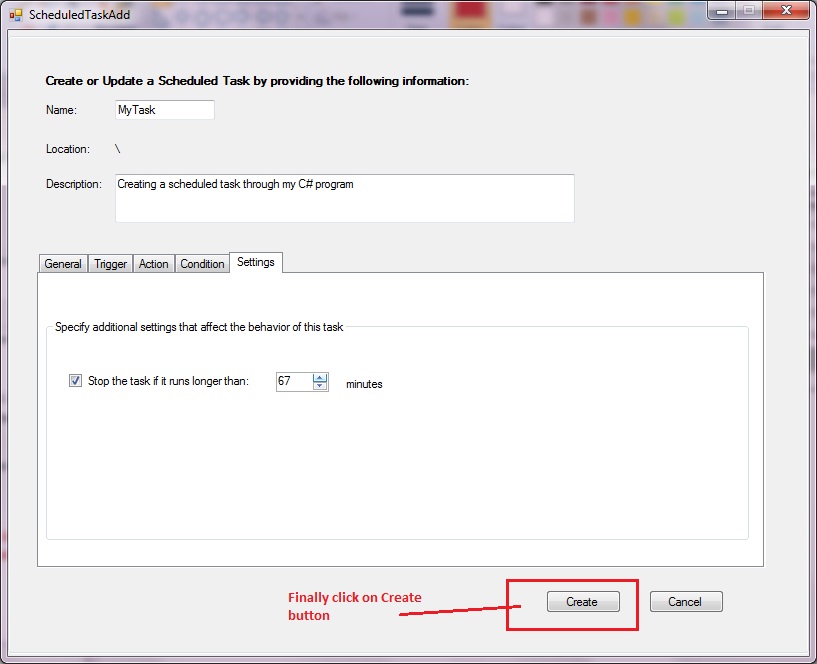 ScheduledTaskAdd
Create or Update a Scheduled Task by providing the following information:
Name: MyTask
Location: \
Description: Creating a scheduled task through my C# program
General Trigger Action Condition Settings
Specify additional settings that affect the behavior of this task
Stop the task if it runs longer than: 67 minutes
Finally click on Create
button
Create Cancel